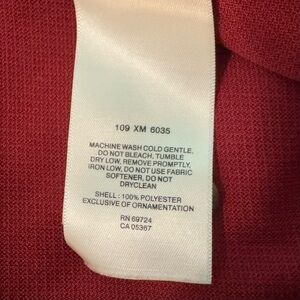 109 XM 6035
MACHINE WASH COLD GENTLE,
DO NOT BLEACH, TUMBLE
DRY LOW, REMOVE PROMPTLY,
IRON LOW, DO NOT USE FABRIC
SOFTENER, DO NOT
DRYCLEAN
SHELL : 100% POLYESTER
EXCLUSIVE OF ORNAMENTATION
RN 69724
CA 05367